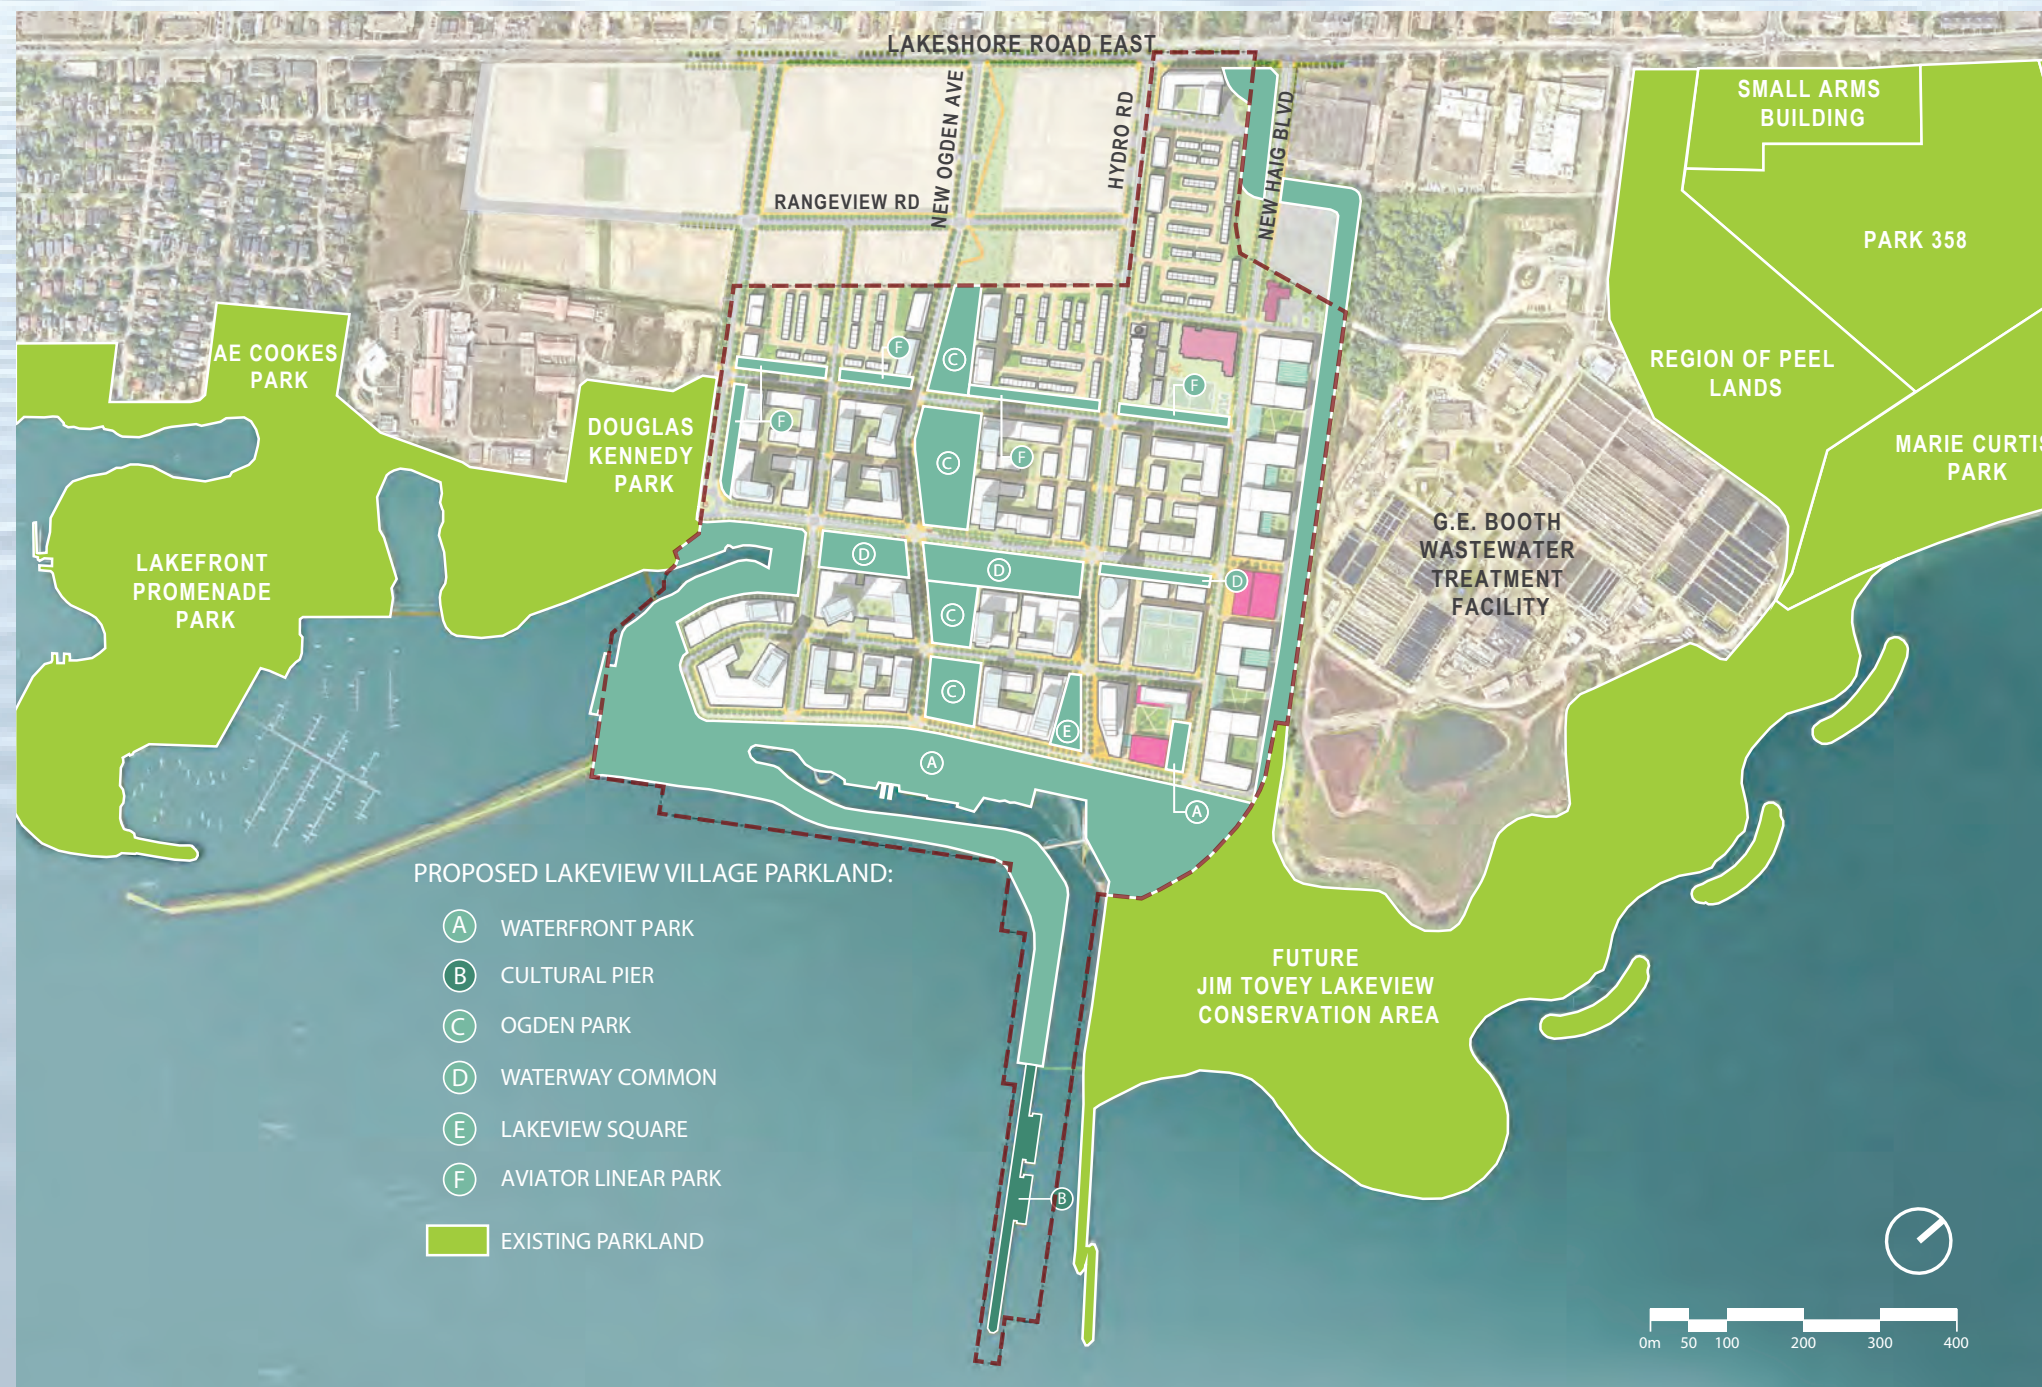 LAKESHORE ROAD EAST
NEW OGDEN AVE
HYDRO RD
NEW HAIG BLVD
RANGEVIEW RD
SMALL ARMS
BUILDING
PARK 358
REGION OF PEEL
LANDS
MARIE CURTIS
PARK
AE COOKES
PARK
DOUGLAS
KENNEDY
PARK
LAKEFRONT
PROMENADE
PARK
G.E. BOOTH
WASTEWATER
TREATMENT
FACILITY
F
C
F
F
C
F
D
D
D
C
C
E
A
A
B
FUTURE
JIM TOVEY LAKEVIEW
CONSERVATION AREA
PROPOSED LAKEVIEW VILLAGE PARKLAND:
A WATERFRONT PARK
B CULTURAL PIER
C OGDEN PARK
D WATERWAY COMMON
E LAKEVIEW SQUARE
F AVIATOR LINEAR PARK
EXISTING PARKLAND
0m 50 100 200 300 400